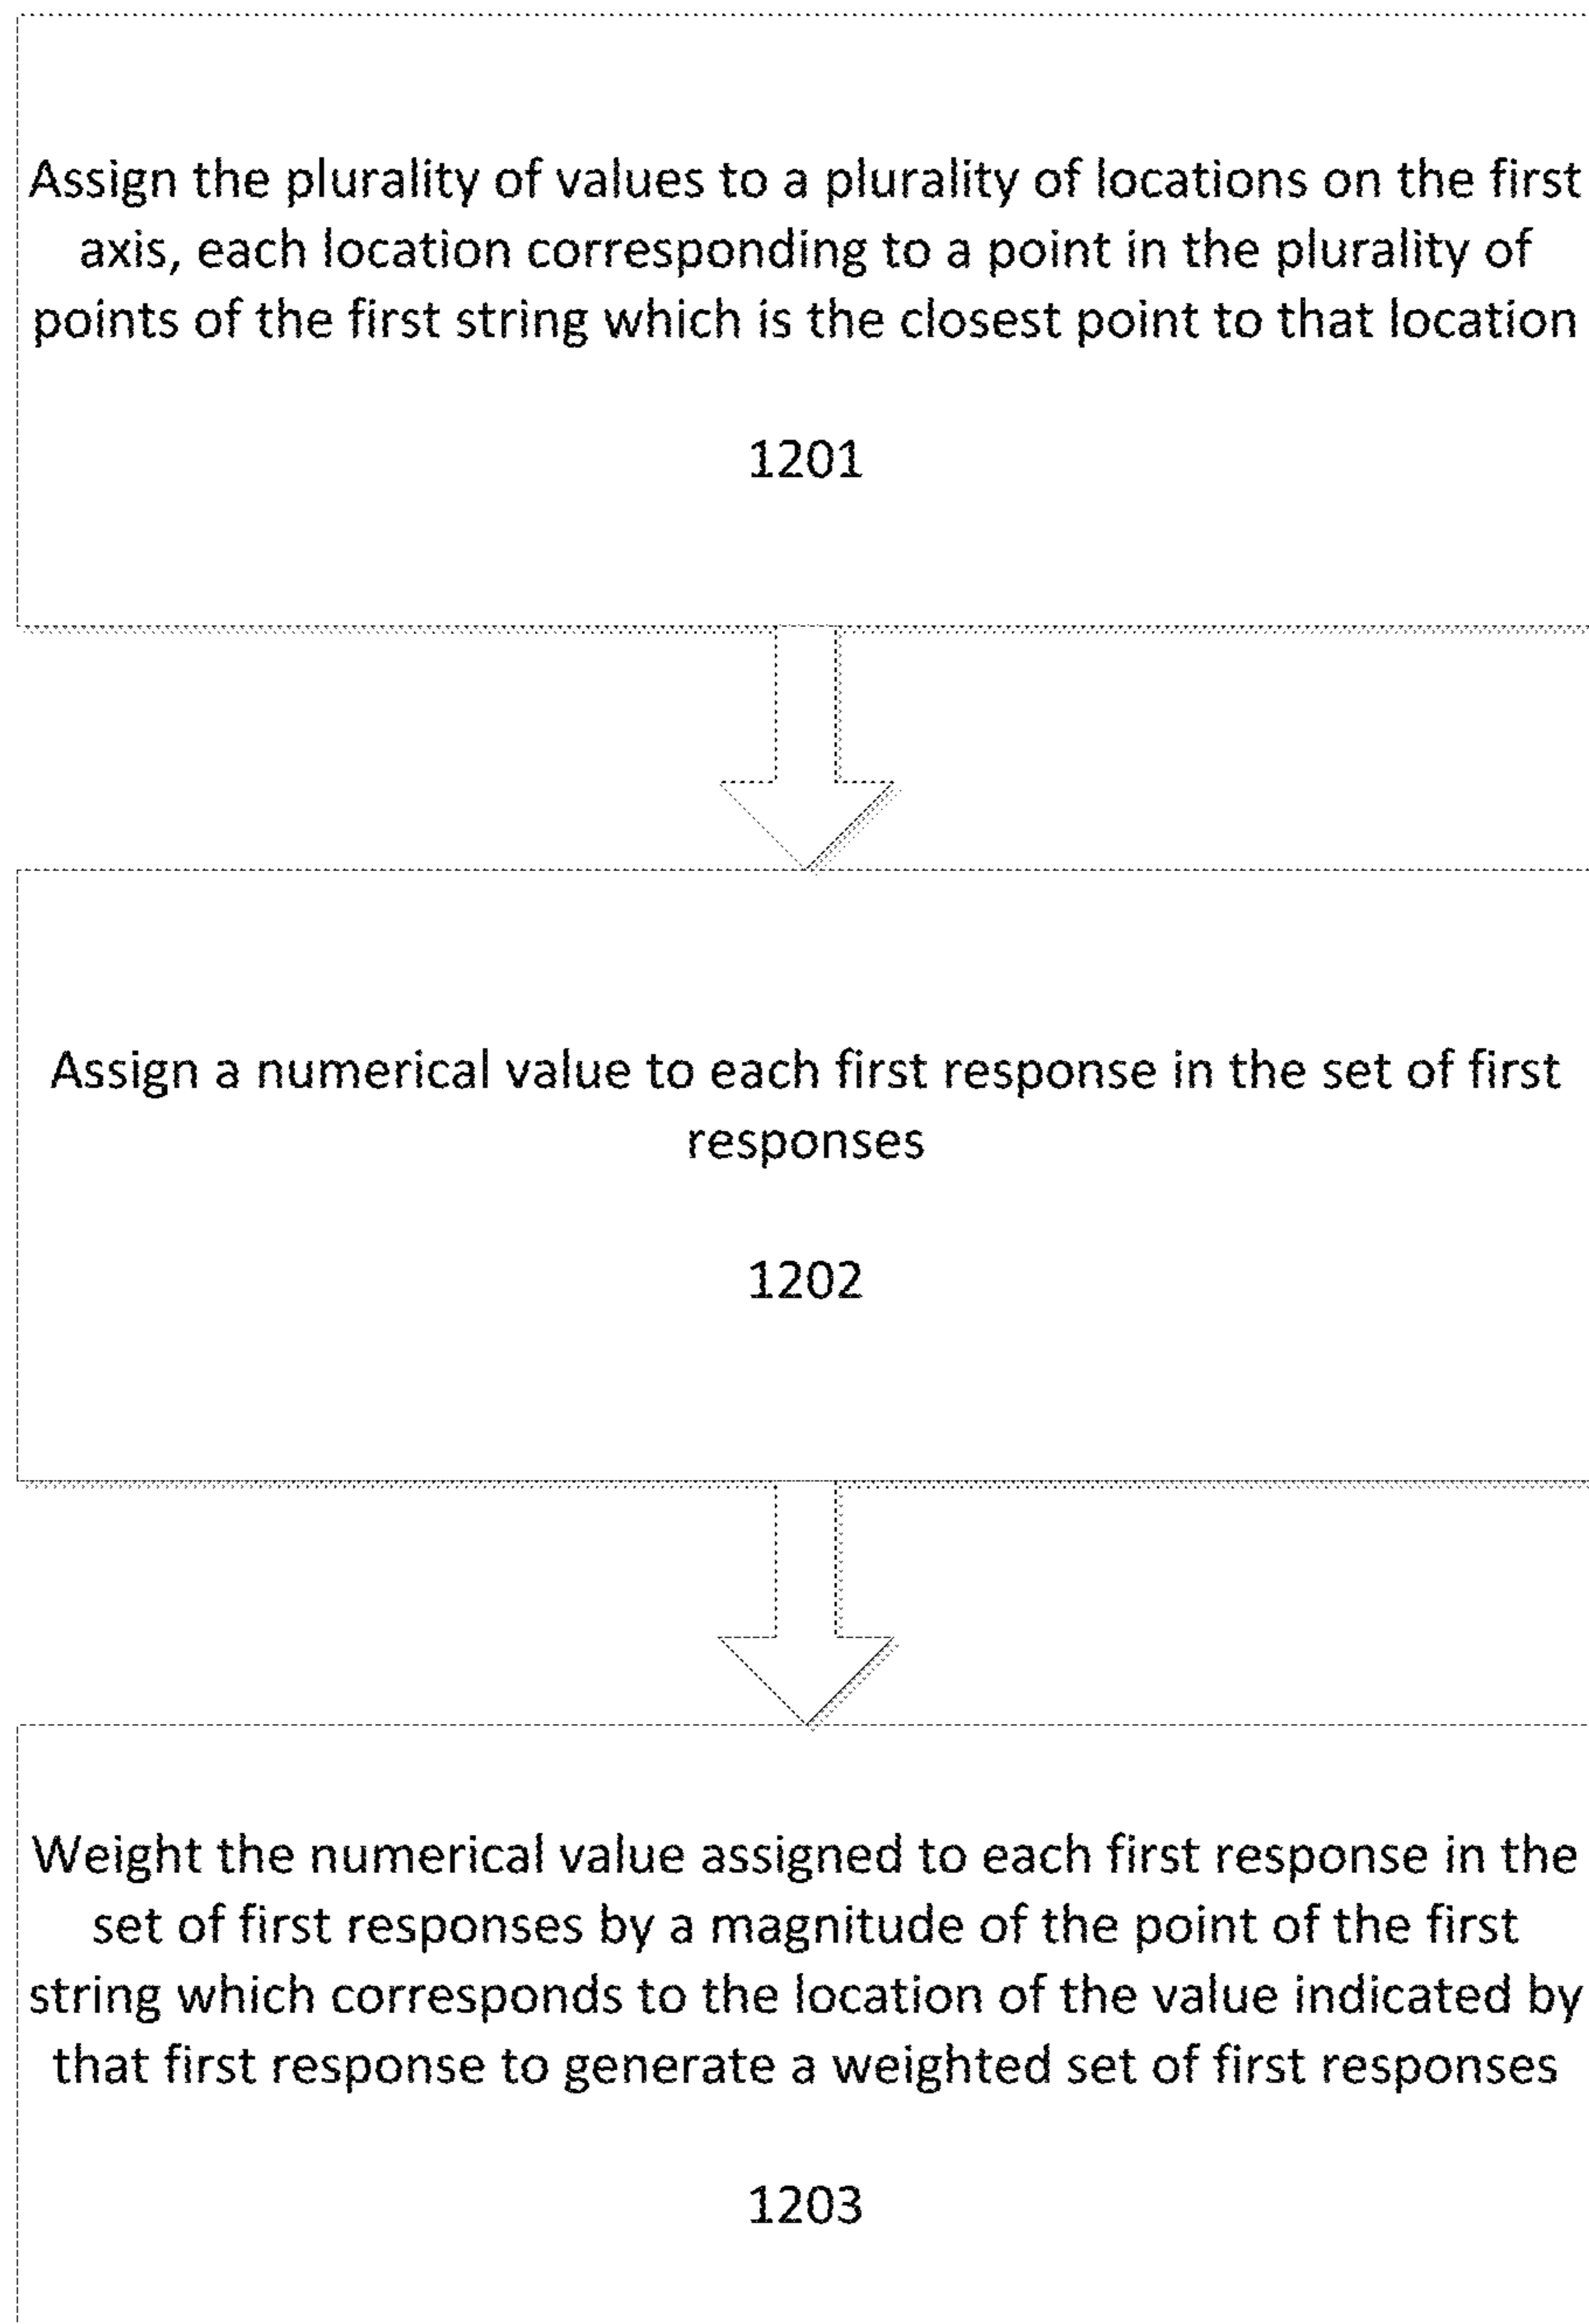 Assign the plurality of values to a plurality of locations on the first
axis, each location corresponding to a point in the plurality of
points of the first string which is the closest point to that location
1201
Assign a numerical value to each first response in the set of first
responses
1202
Weight the numerical value assigned to each first response in the
set of first responses by a magnitude of the point of the first
string which corresponds to the location of the value indicated by
that first response to generate a weighted set of first responses
1203